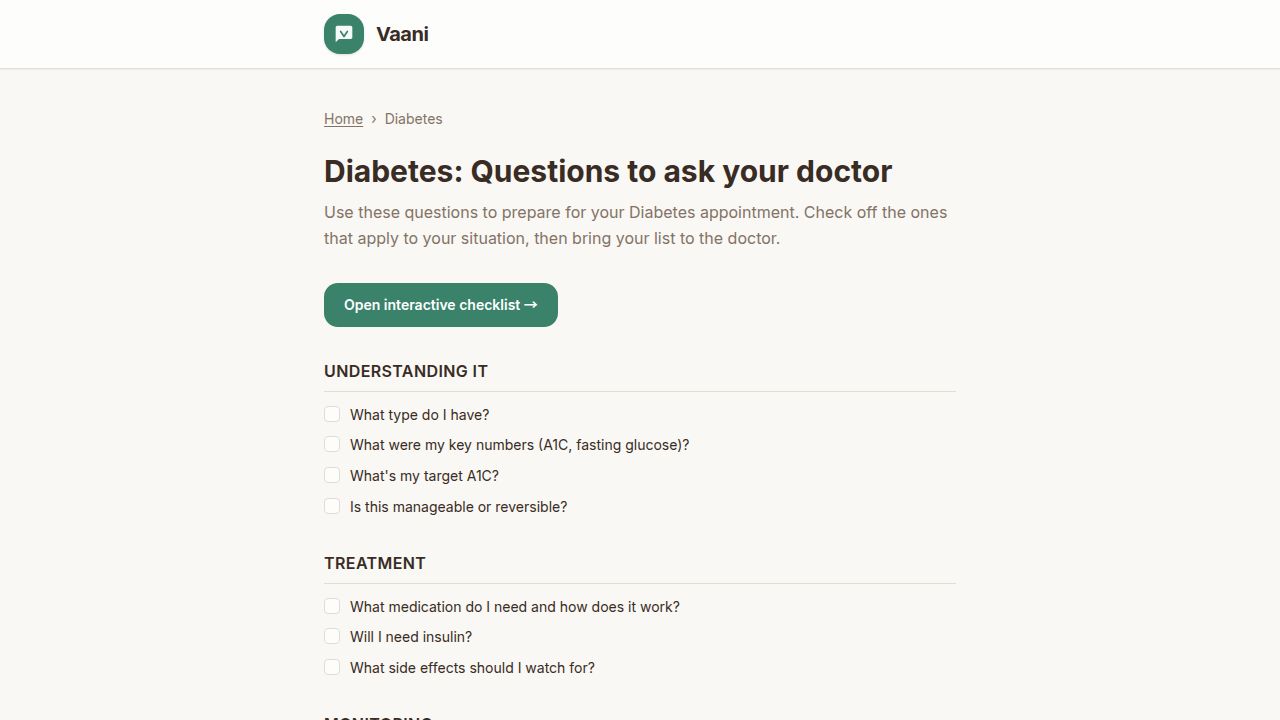 Vaani
Home › Diabetes
Diabetes: Questions to ask your doctor
Use these questions to prepare for your Diabetes appointment. Check off the ones
that apply to your situation, then bring your list to the doctor.
Open interactive checklist →
UNDERSTANDING IT
What type do I have?
What were my key numbers (A1C, fasting glucose)?
What's my target A1C?
Is this manageable or reversible?
TREATMENT
What medication do I need and how does it work?
Will I need insulin?
What side effects should I watch for?
MONITORING